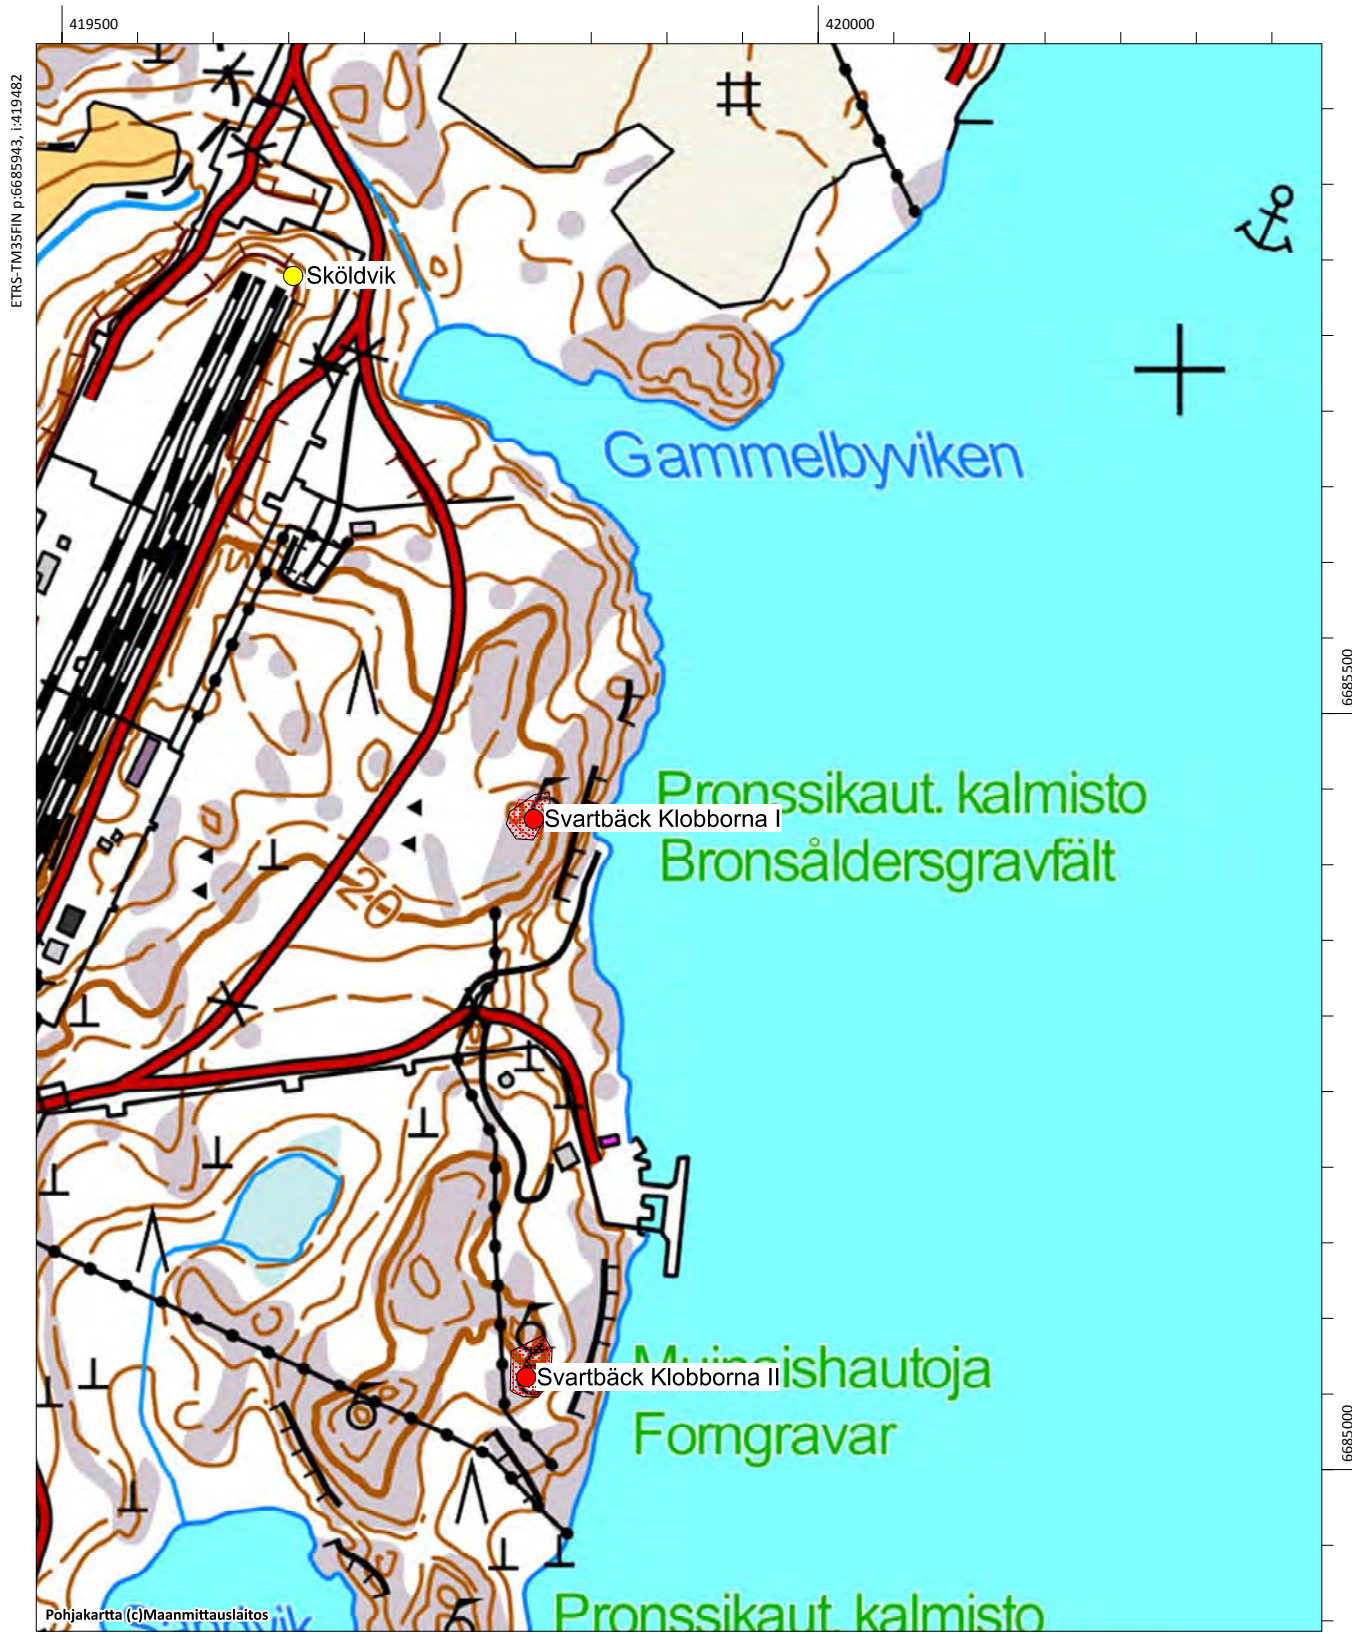 419500
420000
ETRS-TM35FIN p:6685943, i:419482
Sköldvik
Gammelbyviken
6685500
Pronssikaut. kalmisto
Svartbäck Klobborna I
Bronsåldersgravfält
20
Muinaishautoja
Svartbäck Klobborna II
Forngravar
6685000
Pronssikaut. kalmisto
Pohjakartta (c)Maanmittauslaitos